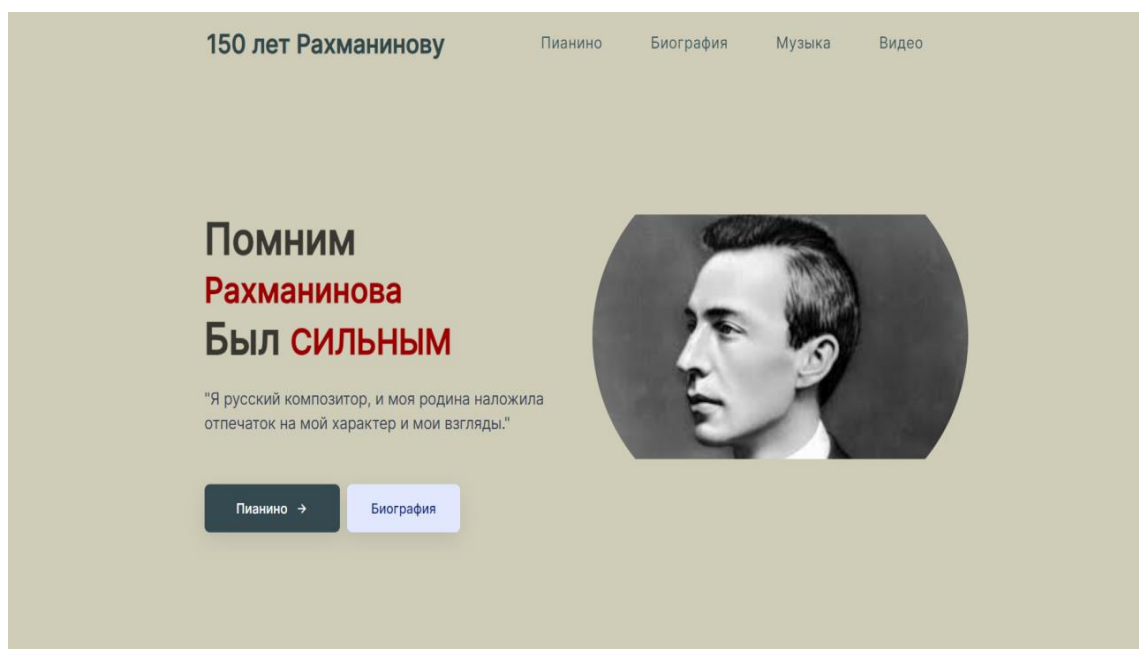 150 лет Рахманинову
Пианино
Биография
Музыка
Видео
Помним
Рахманинова
Был сильным
"Я русский композитор, и моя родина наложила
отпечаток на мой характер и мои взгляды."
Пианино →
Биография